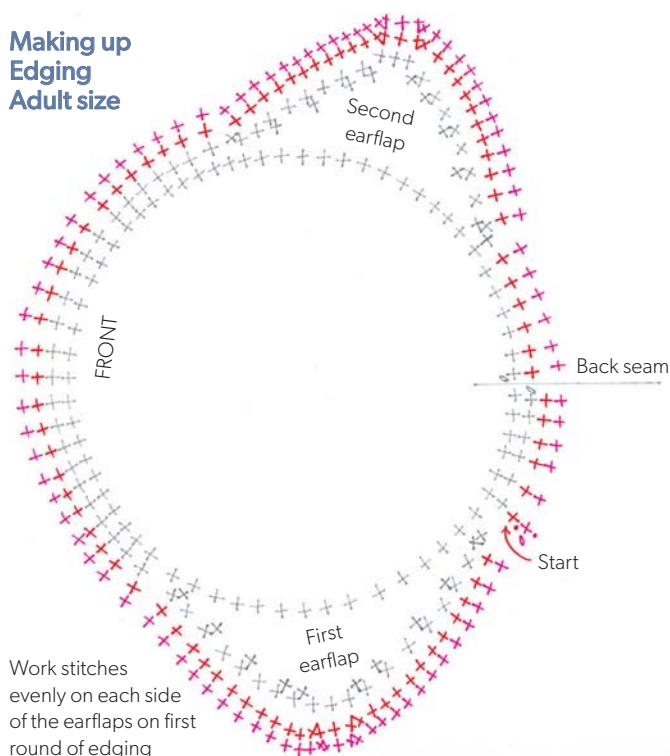 Making up
Edging
Adult size
Second
earflap
FRONT
Back seam
Start
First
earflap
Work stitches
evenly on each side
of the earflaps on first
round of edging